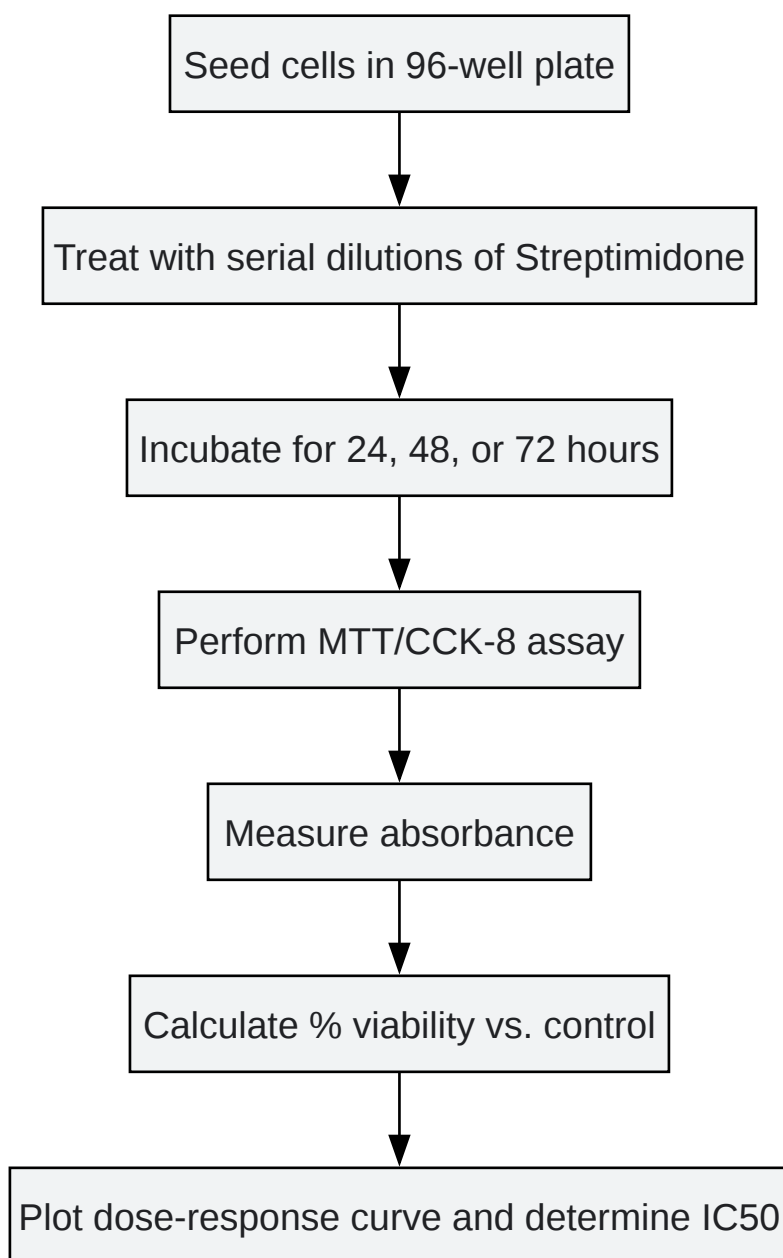 Seed cells in 96-well plate
Treat with serial dilutions of Streptimidone
Incubate for 24, 48, or 72 hours
Perform MTT/CCK-8 assay
Measure absorbance
Calculate % viability vs. control
Plot dose-response curve and determine IC50